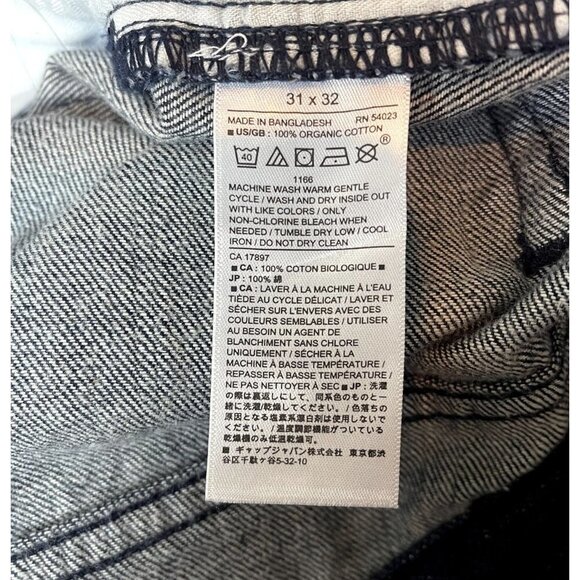 31 x 32
MADE IN BANGLADESH RN 54023
■ US/GB : 100% ORGANIC COTTON
40 ®
1166
MACHINE WASH WARM GENTLE
CYCLE / WASH AND DRY INSIDE OUT
WITH LIKE COLORS / ONLY
NON-CHLORINE BLEACH WHEN
NEEDED / TUMBLE DRY LOW / COOL
IRON / DO NOT DRY CLEAN
CA 17897
■ CA : 100% COTON BIOLOGIQUE ■
JP : 100% 綿
■ CA : LAVER À LA MACHINE À L'EAU
TIÈDE AU CYCLE DÉLICAT / LAVER ET
SÉCHER SUR L'ENVERS AVEC DES
COULEURS SEMBLABLES / UTILISER
AU BESOIN UN AGENT DE
BLANCHIMENT SANS CHLORE
UNIQUEMENT / SÉCHER À LA
MACHINE À BASSE TEMPÉRATURE /
REPASSER À BASSE TEMPÉRATURE /
NE PAS NETTOYER À SEC ■ JP : 洗濯
の際は裏返しにして、同系色のものと一
緒に洗濯/乾燥してください。/ 色落ちの
原因となる塩素系漂白剤は使用しないで
ください。/ 温度調節機能の付いている
乾燥機のみ低温乾燥可。
■ ギャップジャパン株式会社 東京都渋
谷区千駄ヶ谷5-32-10